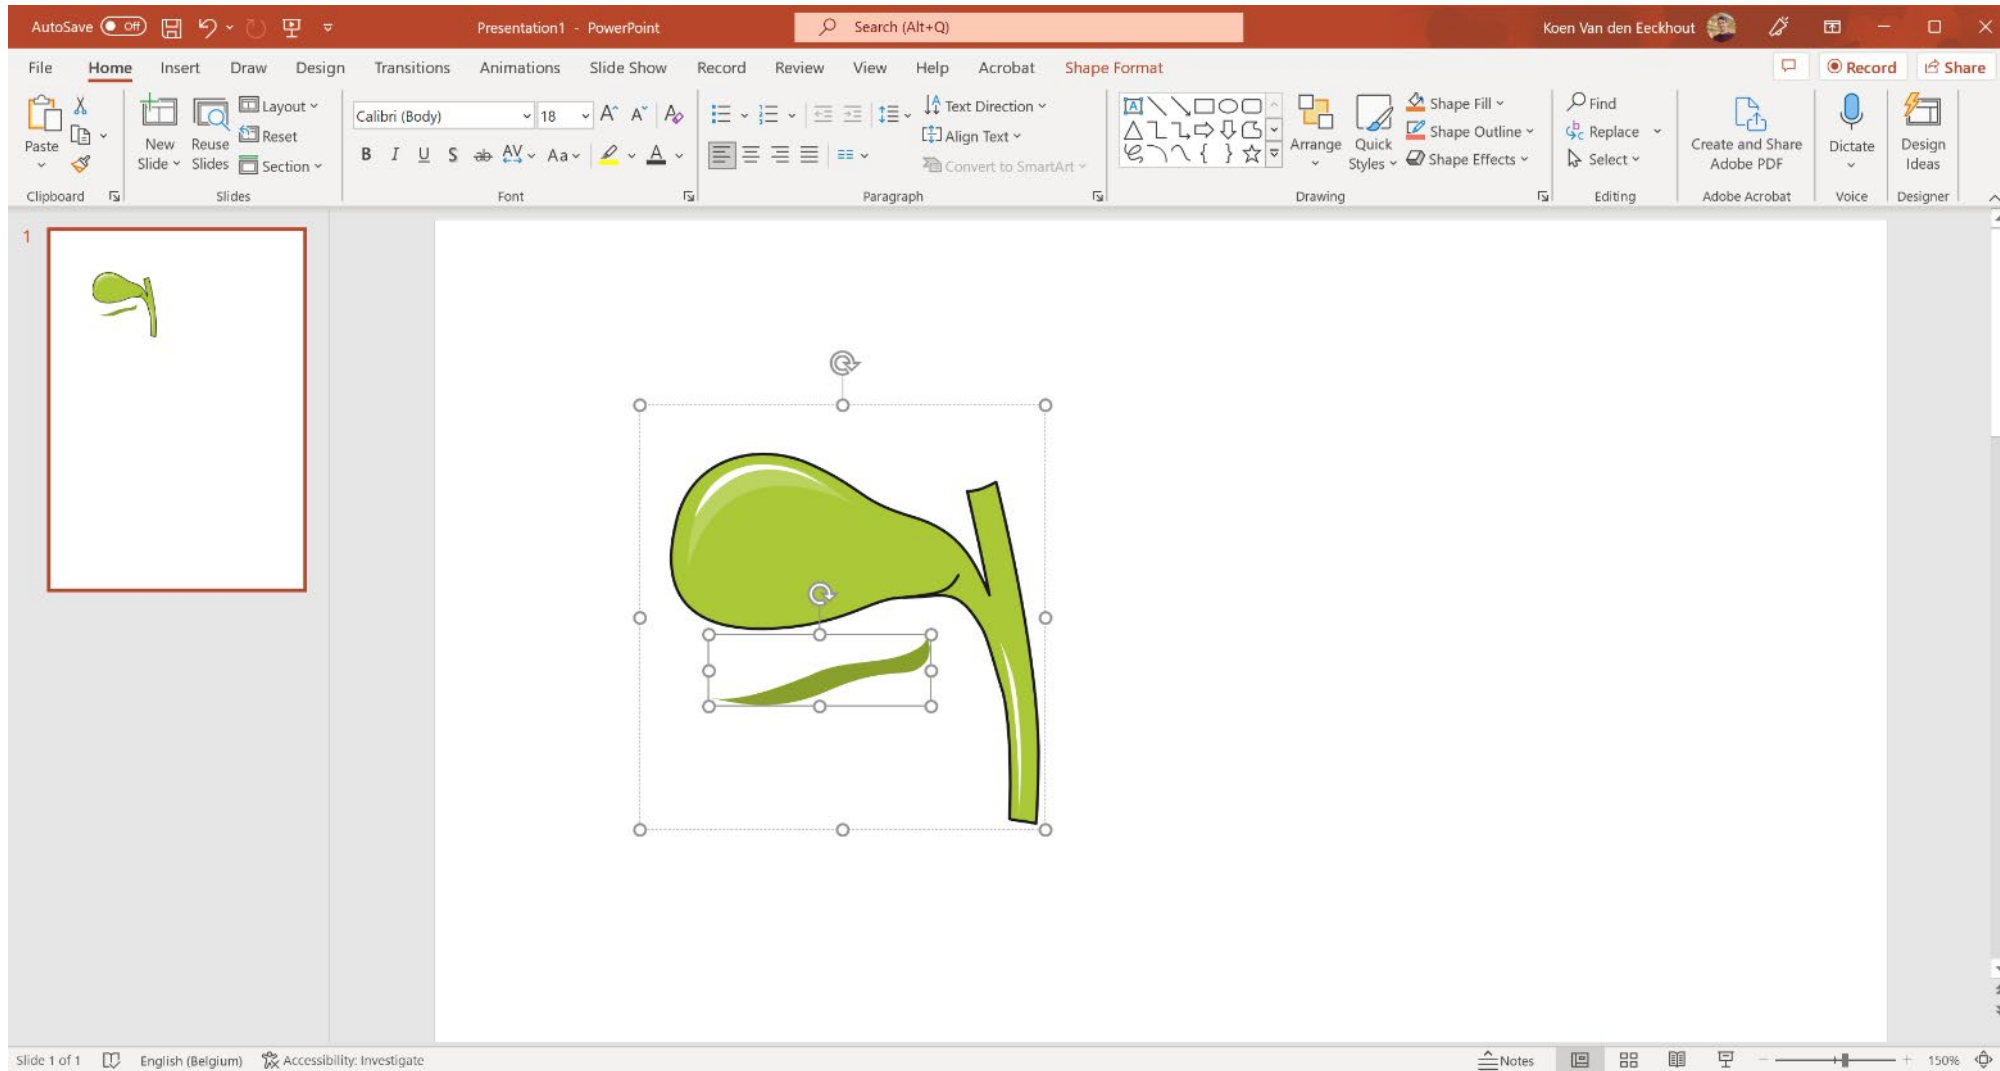 AutoSave Off Presentation1 - PowerPoint Search (Alt+Q) Koen Van den Eeckhout
File Home Insert Draw Design Transitions Animations Slide Show Record Review View Help Acrobat Shape Format Record Share
Paste
New Slide
Reuse Slides
Layout
Reset
Section
Calibri (Body) 18
B I U S ab AV Aa A
Text Direction
Align Text
Convert to SmartArt
Arrange
Quick Styles
Shape Fill
Shape Outline
Shape Effects
Find
Replace
Select
Create and Share Adobe PDF
Dictate
Design Ideas
Clipboard Slides Font Paragraph Drawing Editing Adobe Acrobat Voice Designer
1
Slide 1 of 1 English (Belgium) Accessibility: Investigate Notes 150%